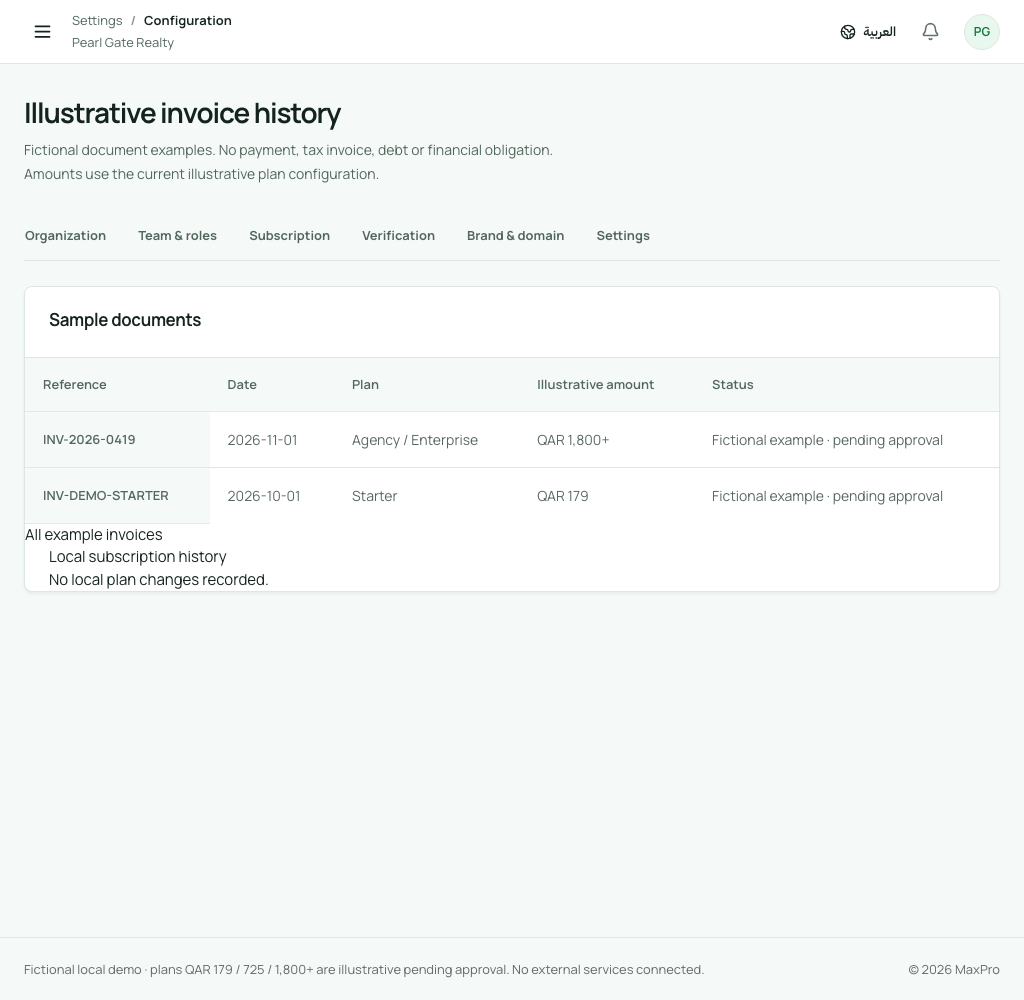 Settings / Configuration
Pearl Gate Realty
العربية
PG
Illustrative invoice history
Fictional document examples. No payment, tax invoice, debt or financial obligation.
Amounts use the current illustrative plan configuration.
Organization Team & roles Subscription Verification Brand & domain Settings
Sample documents
Reference Date Plan Illustrative amount Status
INV-2026-0419 2026-11-01 Agency / Enterprise QAR 1,800+ Fictional example · pending approval
INV-DEMO-STARTER 2026-10-01 Starter QAR 179 Fictional example · pending approval
All example invoices
Local subscription history
No local plan changes recorded.
Fictional local demo · plans QAR 179 / 725 / 1,800+ are illustrative pending approval. No external services connected.
© 2026 MaxPro